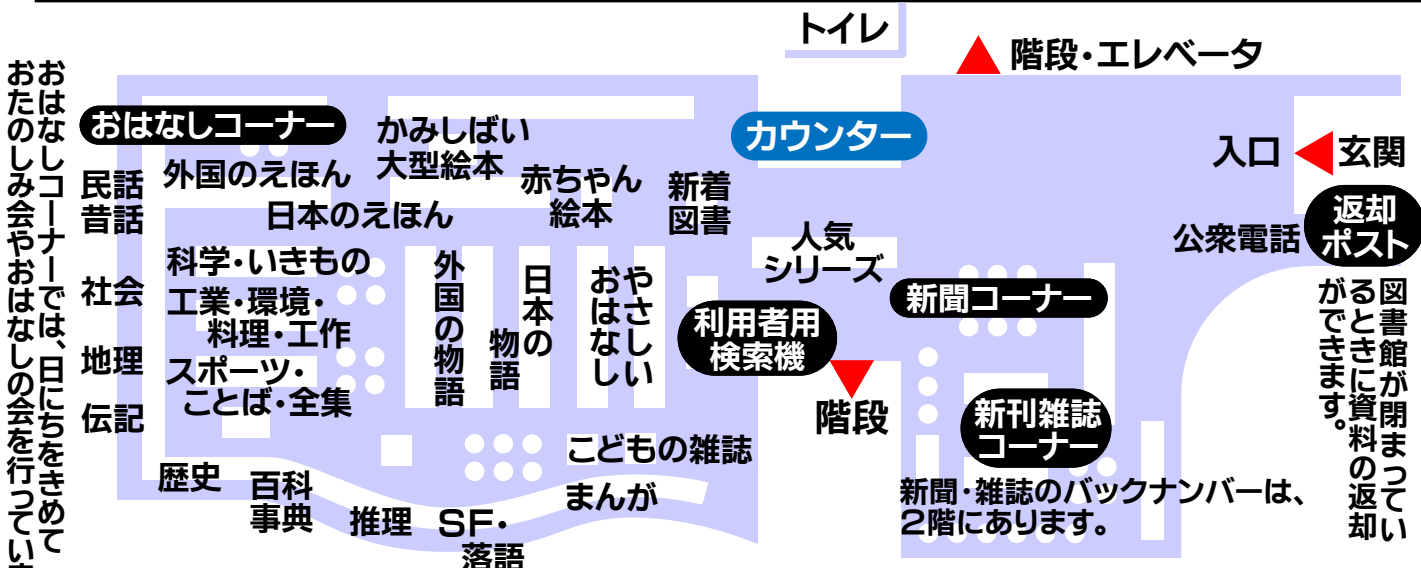 トイレ
階段・エレベータ
おはなしコーナー
かみしばい
大型絵本
カウンター
入口
玄関
外国のえほん
民話
昔話
日本のえほん
赤ちゃん
絵本
新着
図書
返却
ポスト
公衆電話
人気
シリーズ
科学・いきもの
社会
工業・環境・
料理・工作
外国の物語
日本の
物語
やさしい
おはなし
利用者用
検索機
新聞コーナー
図書館が閉まってい
るときに資料の返却
ができます。
地理
スポーツ・
ことば・全集
伝記
階段
新刊雑誌
コーナー
こどもの雑誌
まんが
新聞・雑誌のバックナンバーは、
2階にあります。
歴史
百科
事典
推理
SF・
落語
おはなしコーナーでは、日にちをきめて
おたのしみ会やおはなしの会を行ってい